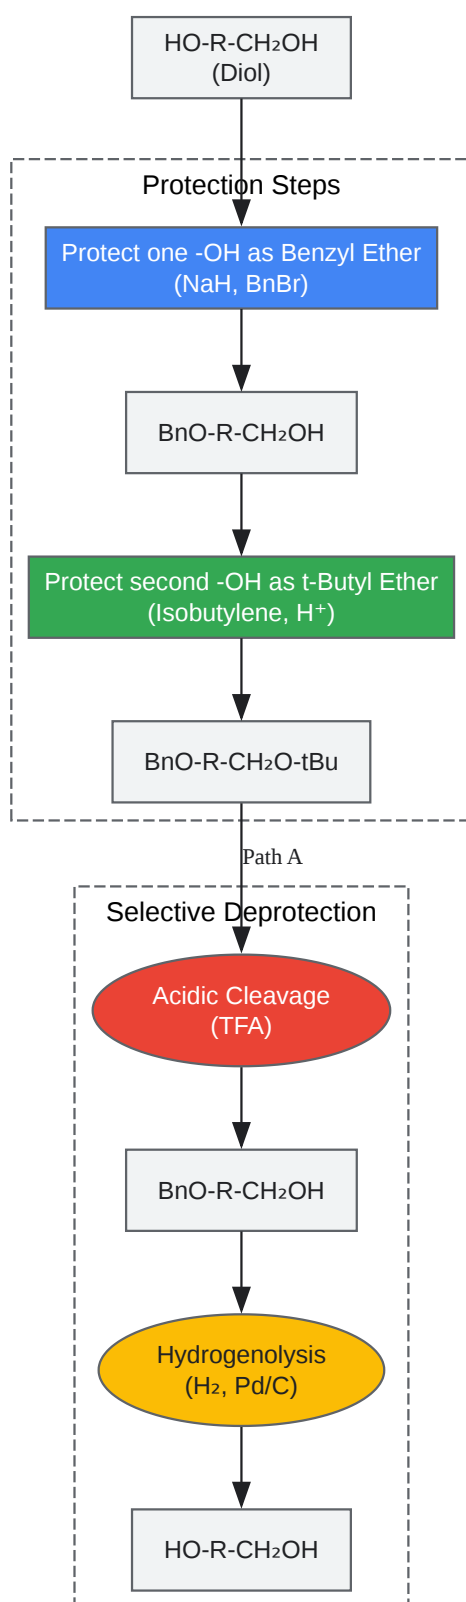 HO-R-CH₂OH
(Diol)
Protection Steps
Protect one -OH as Benzyl Ether
(NaH, BnBr)
BnO-R-CH₂OH
Protect second -OH as t-Butyl Ether
(Isobutylene, H⁺)
BnO-R-CH₂O-tBu
Path A
Selective Deprotection
Acidic Cleavage
(TFA)
BnO-R-CH₂OH
Hydrogenolysis
(H₂, Pd/C)
HO-R-CH₂OH